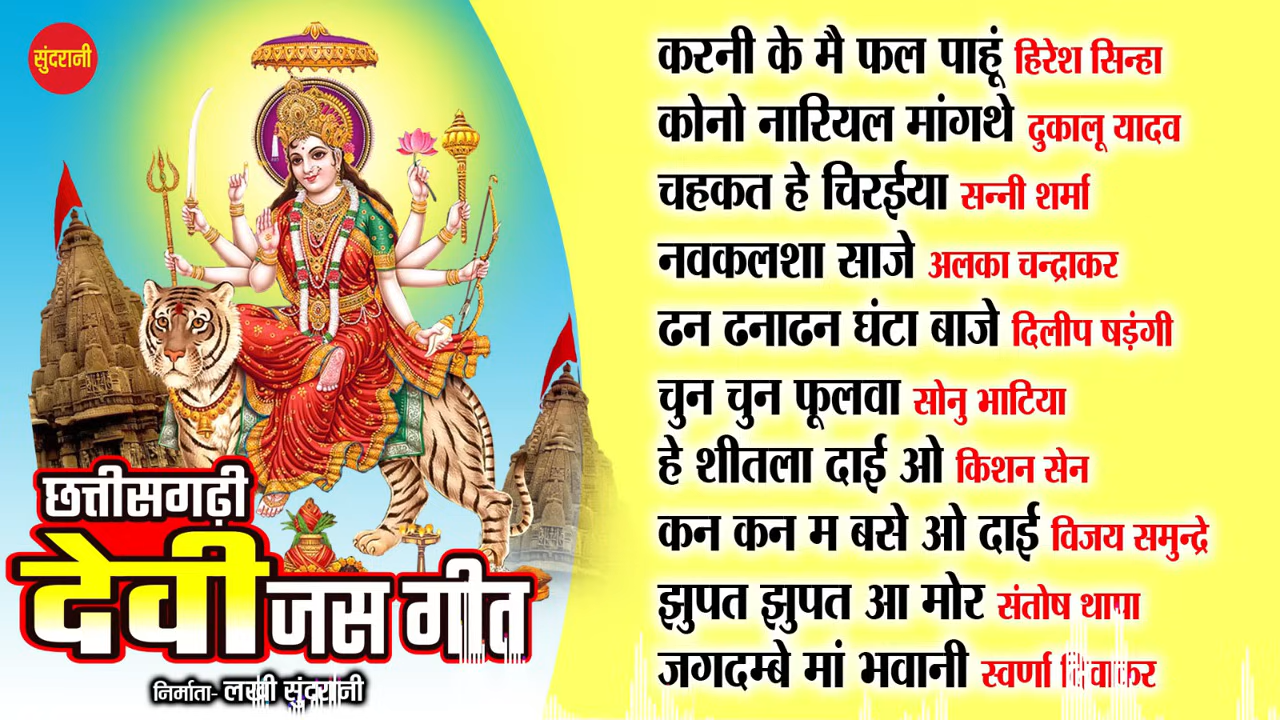 सुंदरानी
छत्तीसगढ़ी
देवी जस गीत
निर्माता- लखी सुंदरानी
करनी के मै फल पाहूं हिरेश सिन्हा
कोनो नारियल मांगथे दुकालू यादव
चहकत हे चिरईया सन्नी शर्मा
नवकलशा साजे अलका चन्द्राकर
ढन ढनाढन घंटा बाजे दिलीप षड़ंगी
चुन चुन फूलवा सोनु भाटिया
हे शीतला दाई ओ किशन सेन
कन कन म बसे ओ दाई विजय समुन्द्रे
झुपत झुपत आ मोर संतोष थापा
जगदम्बे मां भवानी स्वर्णा दिवाकर